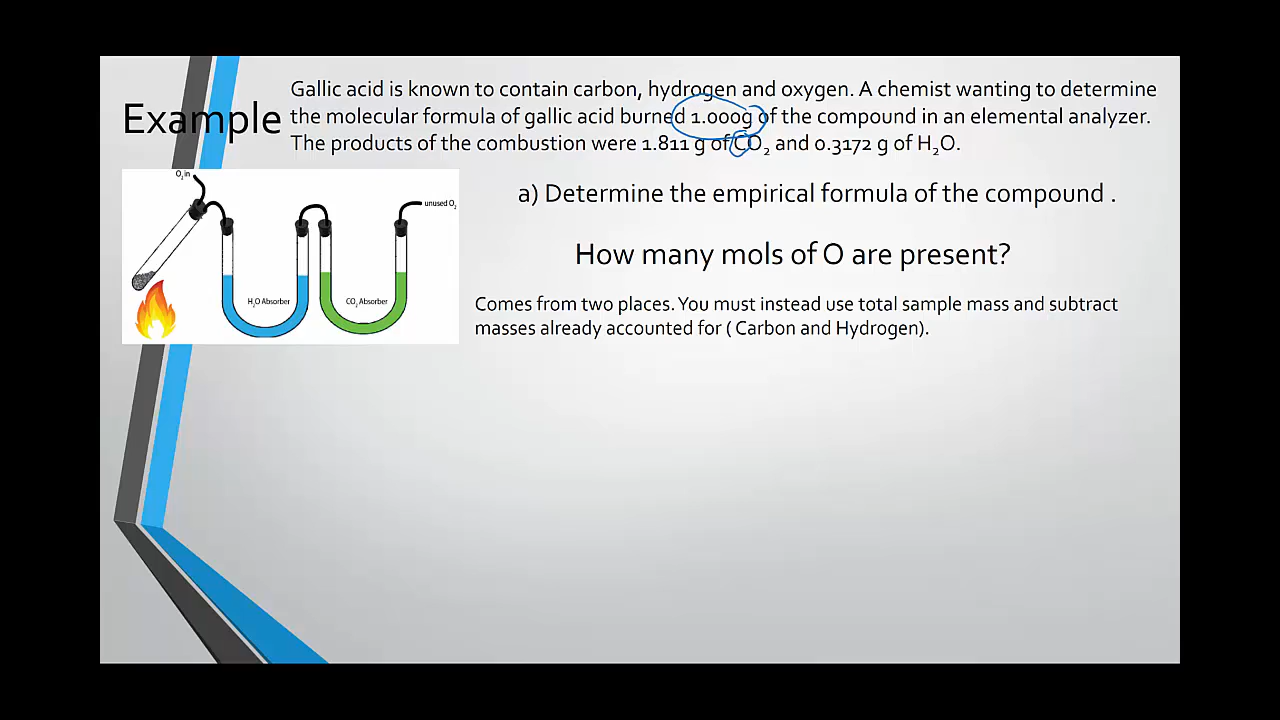 Gallic acid is known to contain carbon, hydrogen and oxygen. A chemist wanting to determine
Example
the molecular formula of gallic acid burned 1.000g of the compound in an elemental analyzer.
The products of the combustion were 1.811 g of CO₂ and 0.3172 g of H₂O.
O₂ in
unused O₂
a) Determine the empirical formula of the compound .
How many mols of O are present?
H₂O Absorber
CO₂ Absorber
Comes from two places. You must instead use total sample mass and subtract
masses already accounted for ( Carbon and Hydrogen).